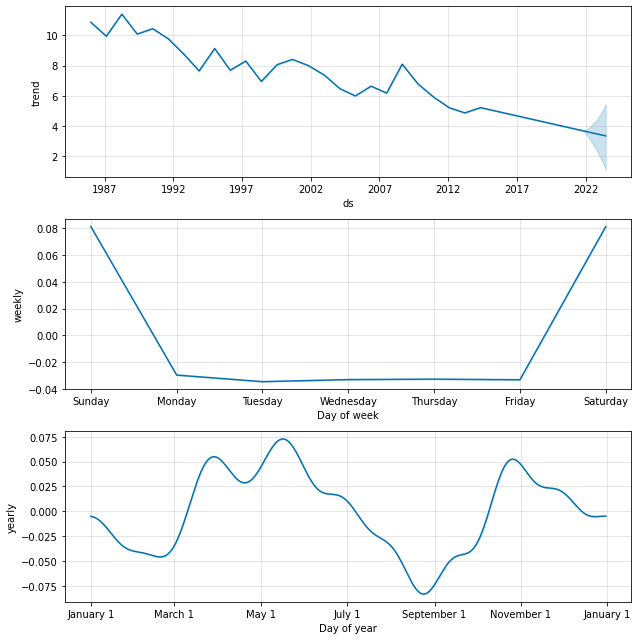 10
8
6
4
2
trend
1987 1992 1997 2002 2007 2012 2017 2022
ds
0.08
0.06
0.04
0.02
0.00
−0.02
−0.04
weekly
Sunday Monday Tuesday Wednesday Thursday Friday Saturday
Day of week
0.075
0.050
0.025
0.000
−0.025
−0.050
−0.075
yearly
January 1 March 1 May 1 July 1 September 1 November 1 January 1
Day of year